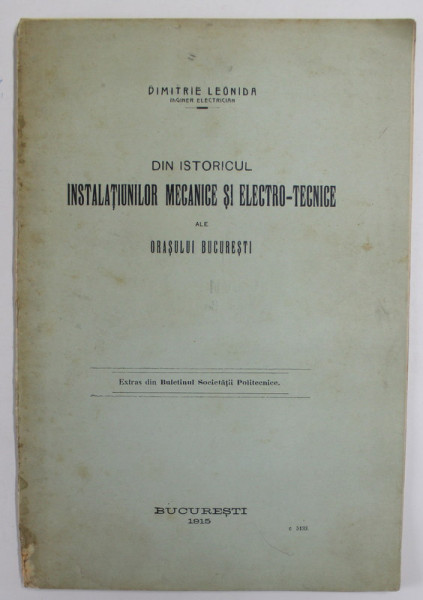 DIMITRIE LEONIDA
INGINER ELECTRICIAN
DIN ISTORICUL
INSTALAȚIUNILOR MECANICE ȘI ELECTRO-TECNICE
ALE
ORAȘULUI BUCUREȘTI
Extras din Buletinul Societății Politecnice.
BUCUREȘTI
1915